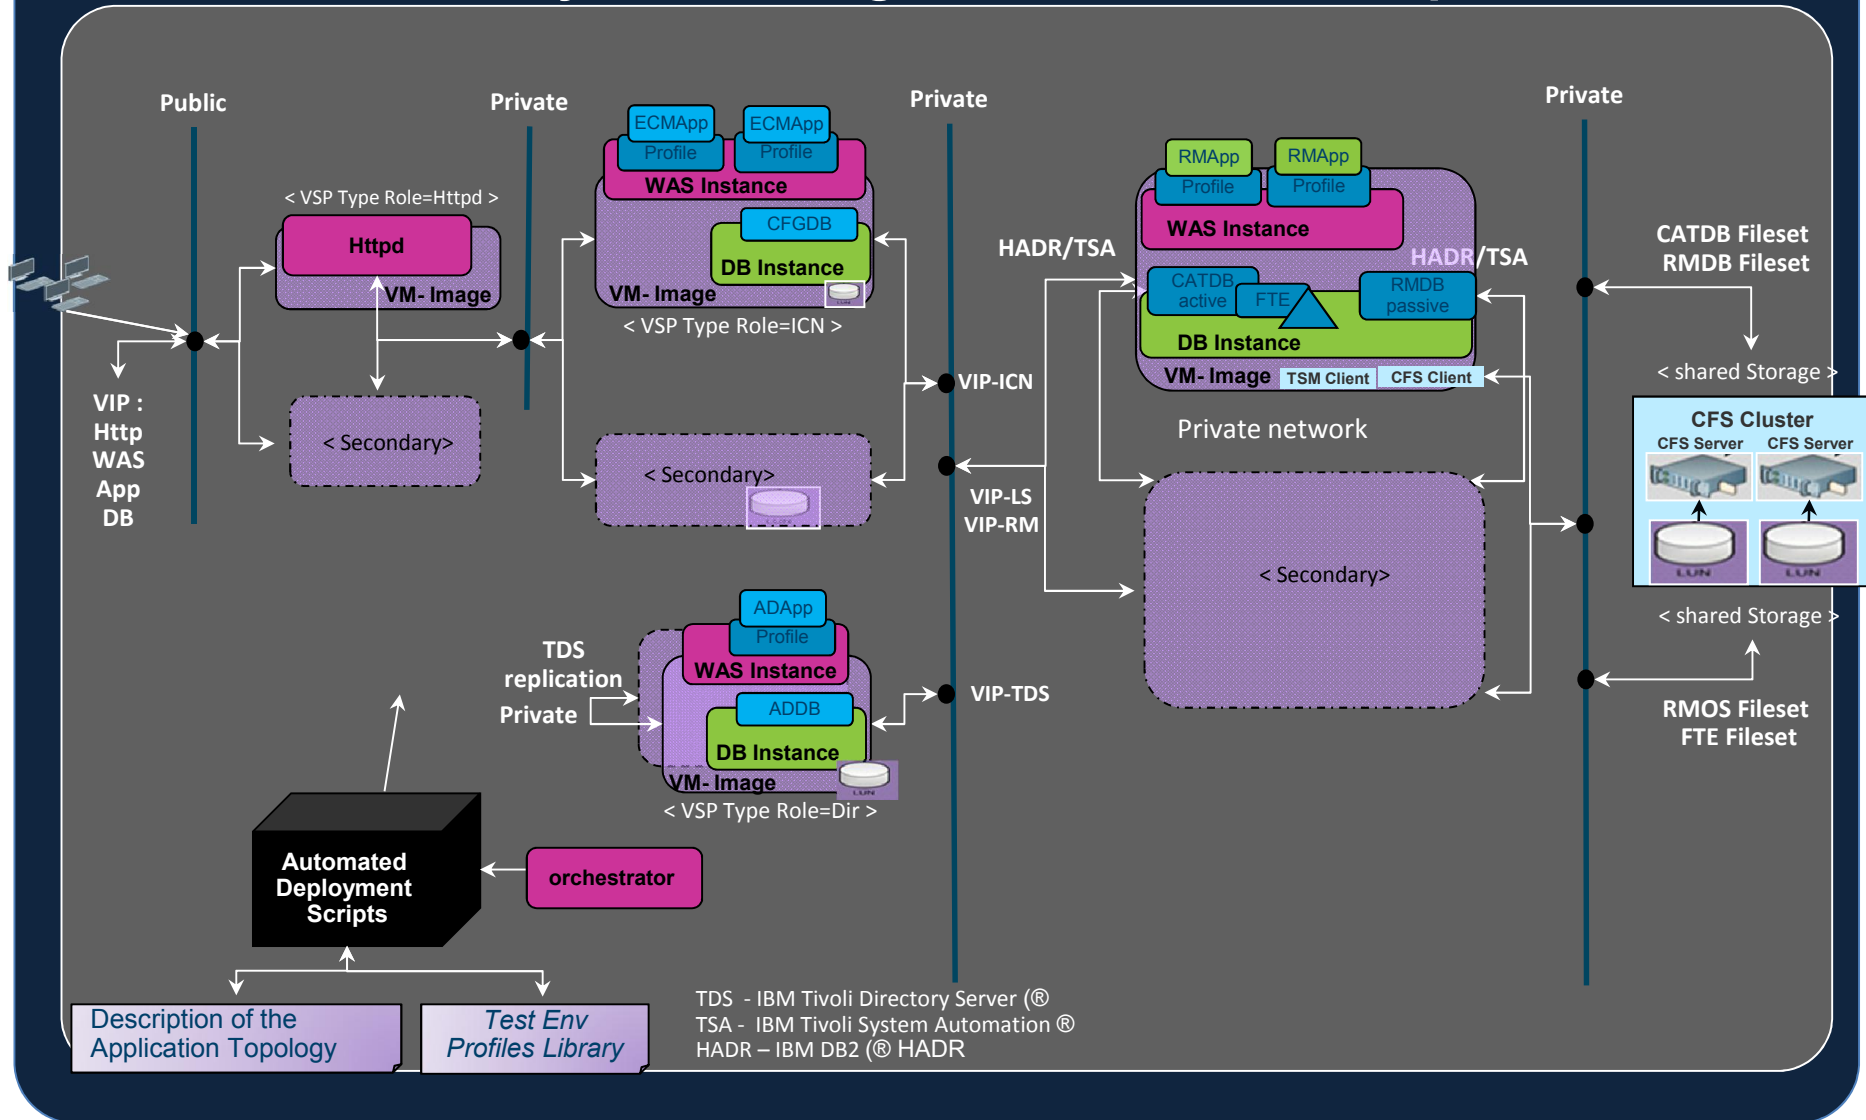 Public
Private
Private
Private
< VSP Type Role=Httpd >
Httpd
VM- Image
< Secondary>
VIP :
Http
WAS
App
DB
ECMApp
ECMApp
Profile
Profile
WAS Instance
CFGDB
DB Instance
VM- Image
< VSP Type Role=ICN >
< Secondary>
LUN
VIP-ICN
VIP-LS
VIP-RM
VIP-TDS
HADR/TSA
RMApp
RMApp
Profile
Profile
WAS Instance
HADR/TSA
CATDB
active
FTE
RMDB
passive
DB Instance
VM- Image
TSM Client
CFS Client
Private network
< Secondary>
CATDB Fileset
RMDB Fileset
< shared Storage >
CFS Cluster
CFS Server
CFS Server
LUN
LUN
< shared Storage >
RMOS Fileset
FTE Fileset
TDS
replication
Private
ADApp
Profile
WAS Instance
ADDB
DB Instance
VM- Image
LUN
< VSP Type Role=Dir >
Automated
Deployment
Scripts
orchestrator
Description of the
Application Topology
Test Env
Profiles Library
TDS - IBM Tivoli Directory Server (®
TSA - IBM Tivoli System Automation ®
HADR – IBM DB2 (® HADR